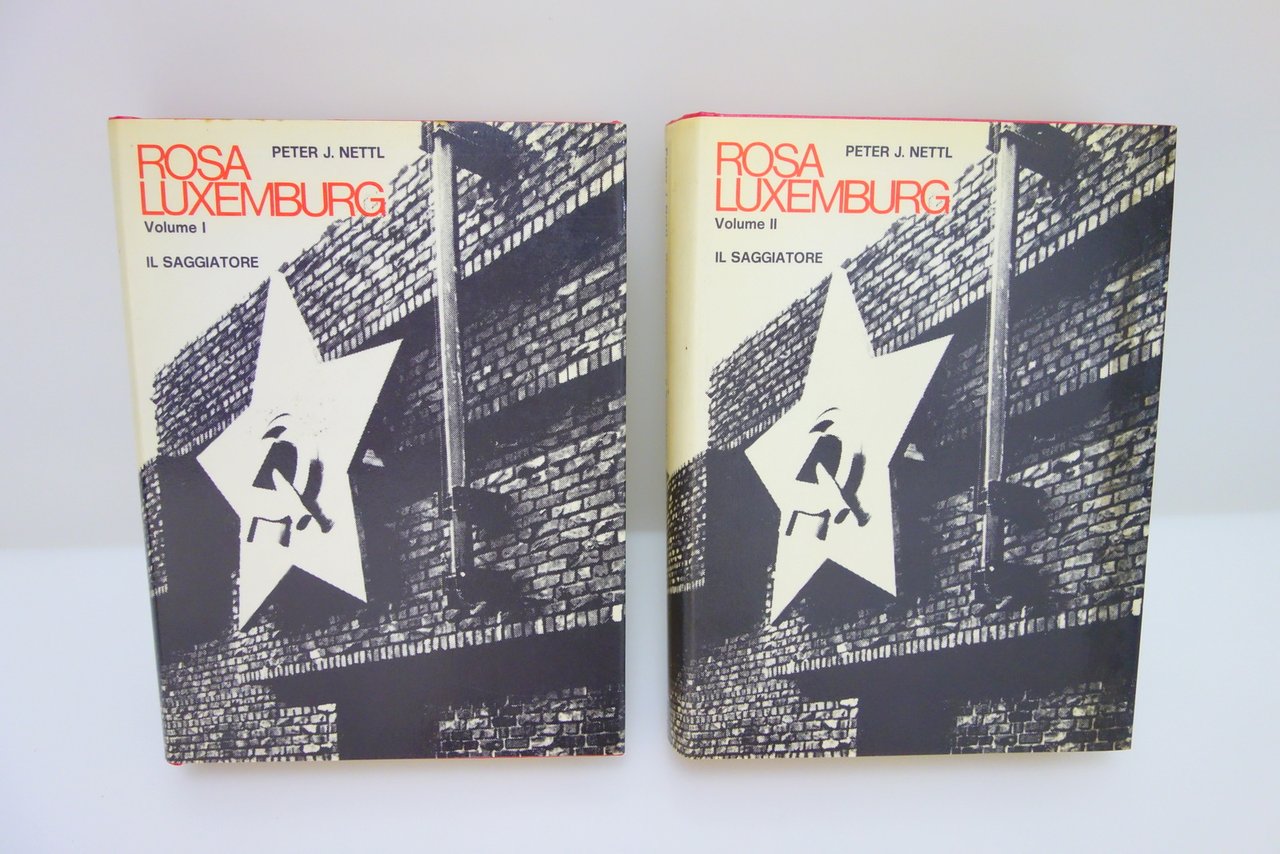 ROSA
LUXEMBURG
PETER J. NETTL
Volume I
IL SAGGIATORE
ROSA
LUXEMBURG
PETER J. NETTL
Volume II
IL SAGGIATORE